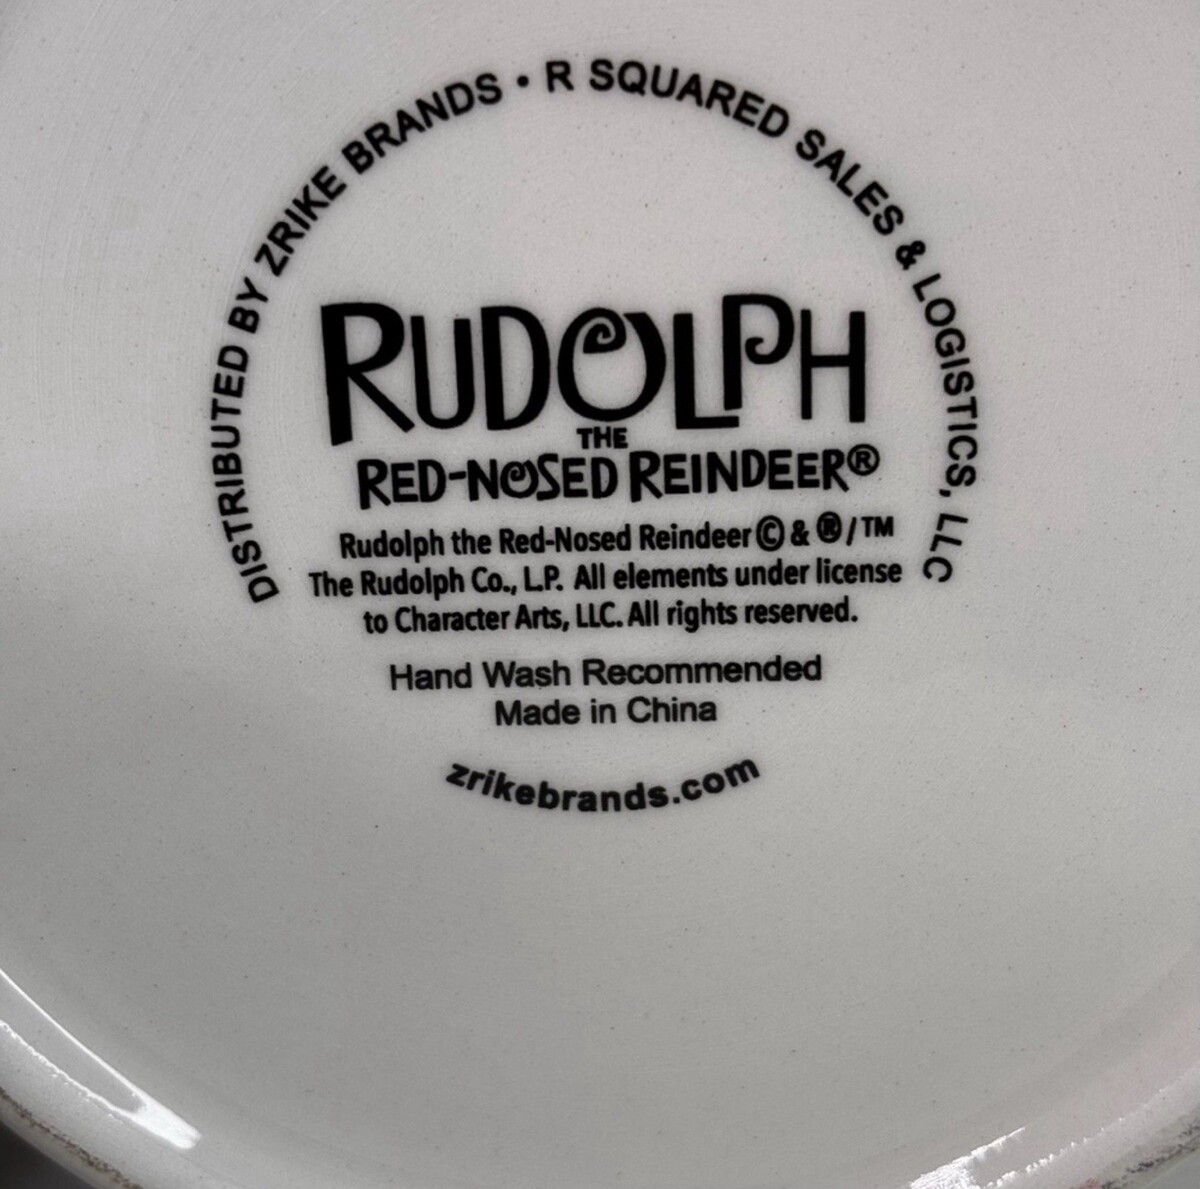 DISTRIBUTED BY ZRIKE BRANDS • R SQUARED SALES & LOGISTICS, LLC
RUDOLPH
THE
RED-NOSED REINDEER®
Rudolph the Red-Nosed Reindeer © & ®/™
The Rudolph Co., L.P. All elements under license
to Character Arts, LLC. All rights reserved.
Hand Wash Recommended
Made in China
zrikebrands.com